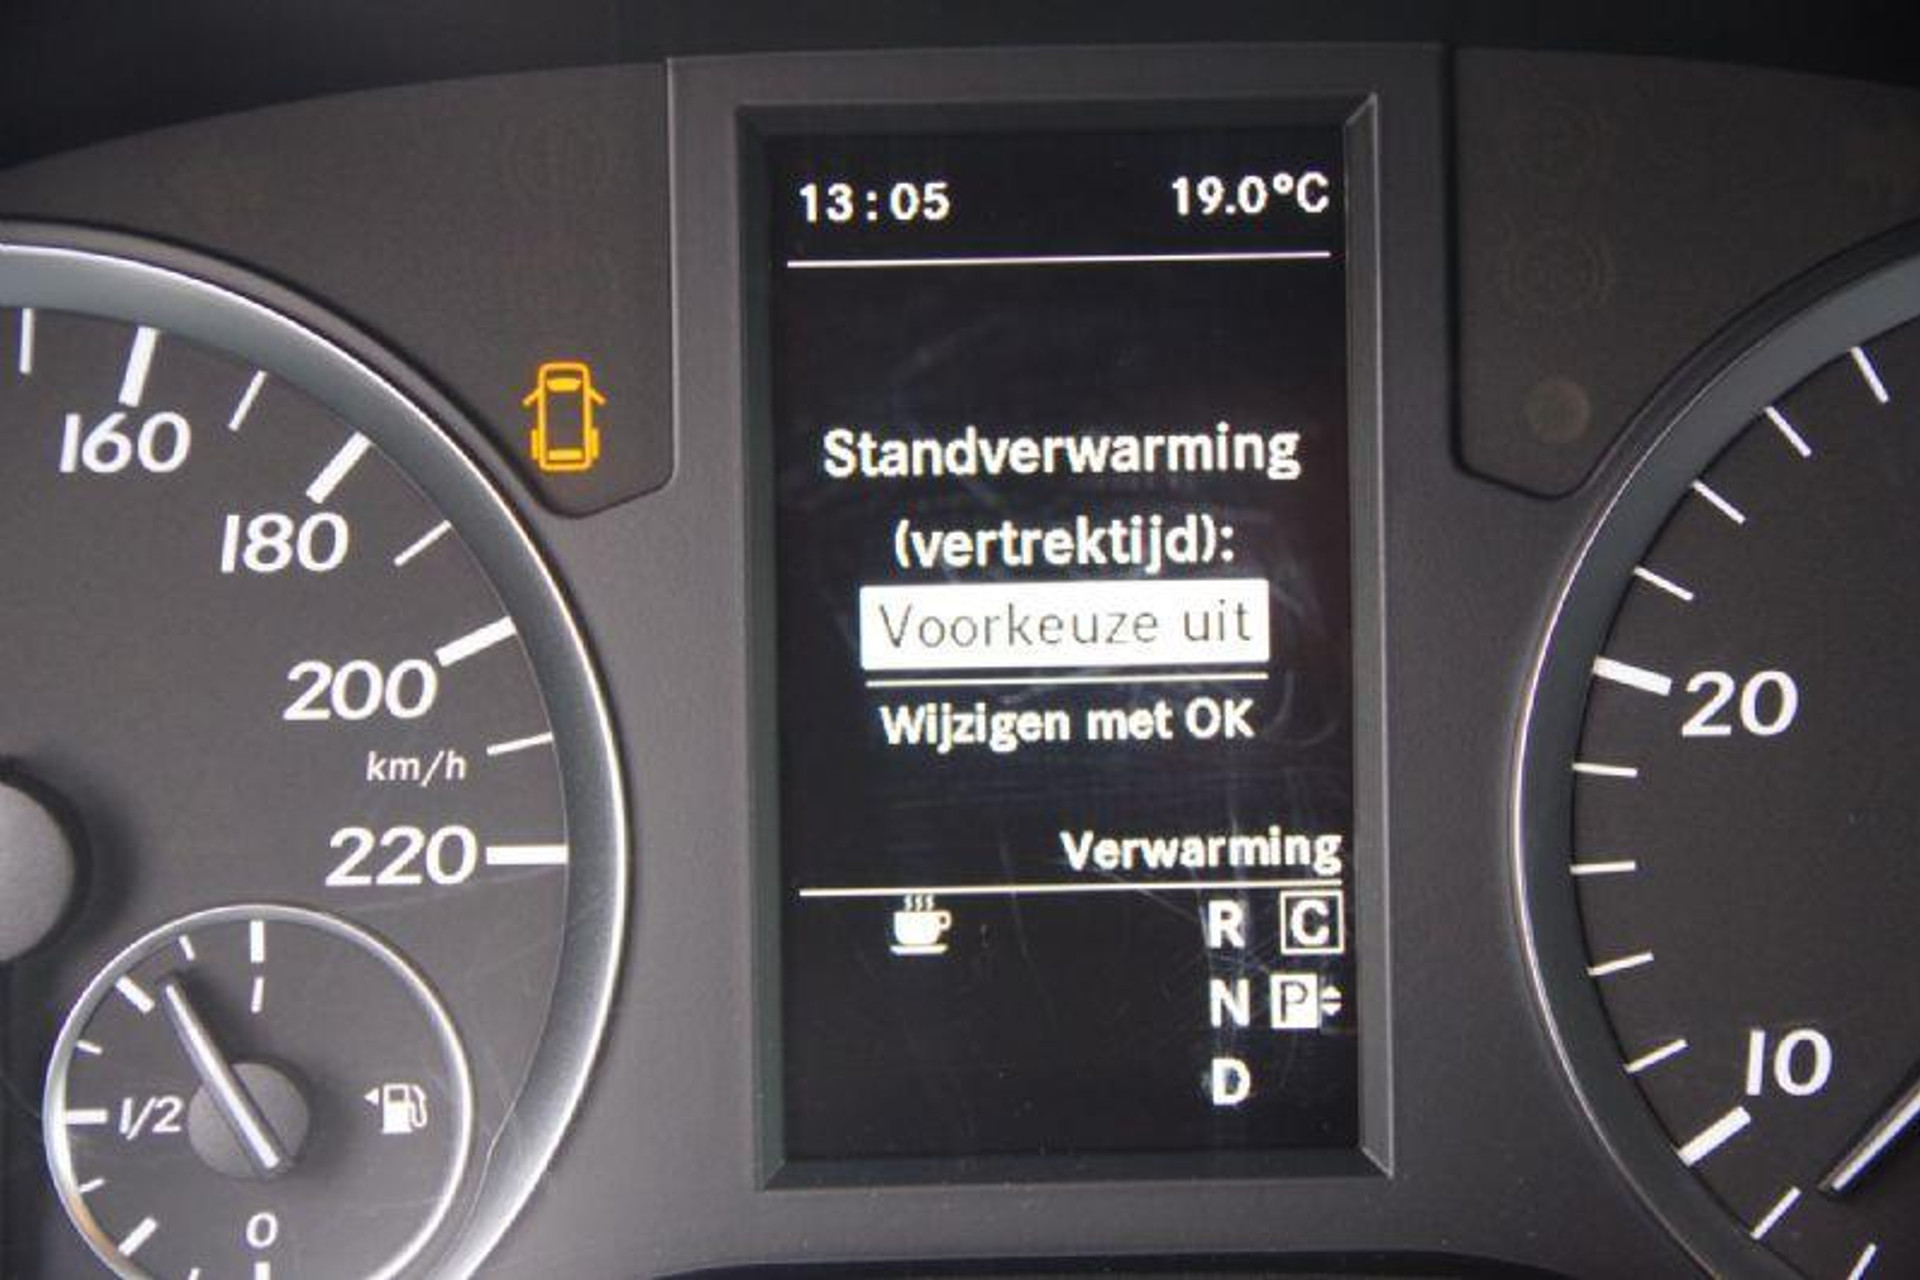 13:05 19.0°C
Standverwarming
(vertrektijd):
Voorkeuze uit
Wijzigen met OK
Verwarming
R C
N P
D
160
180
200
km/h
220
1
1/2
0
20
10